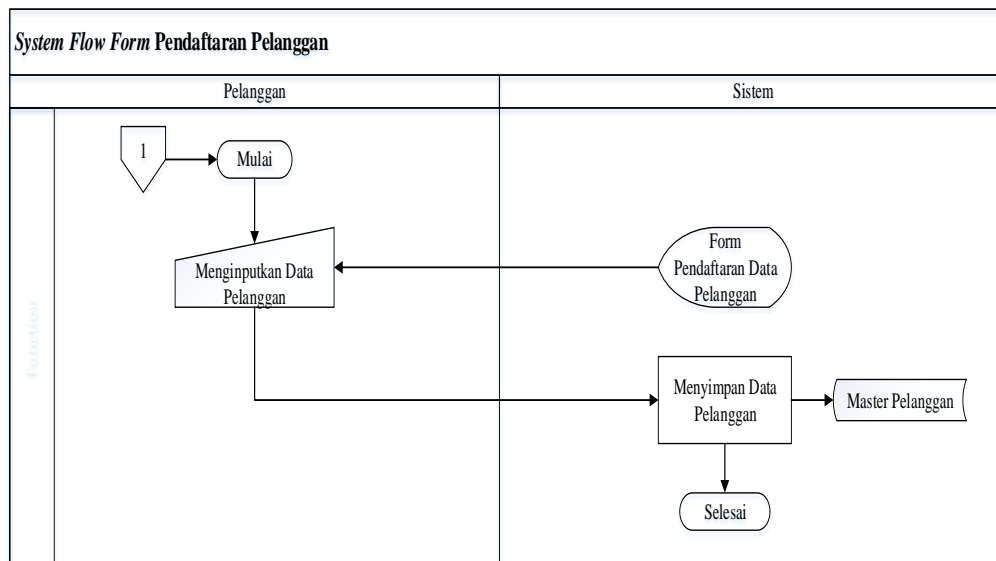 System Flow Form Pendaftaran Pelanggan
Pelanggan
Sistem
1
Mulai
Menginputkan Data
Pelanggan
Form
Pendaftaran Data
Pelanggan
Function
Menyimpan Data
Pelanggan
Master Pelanggan
Selesai